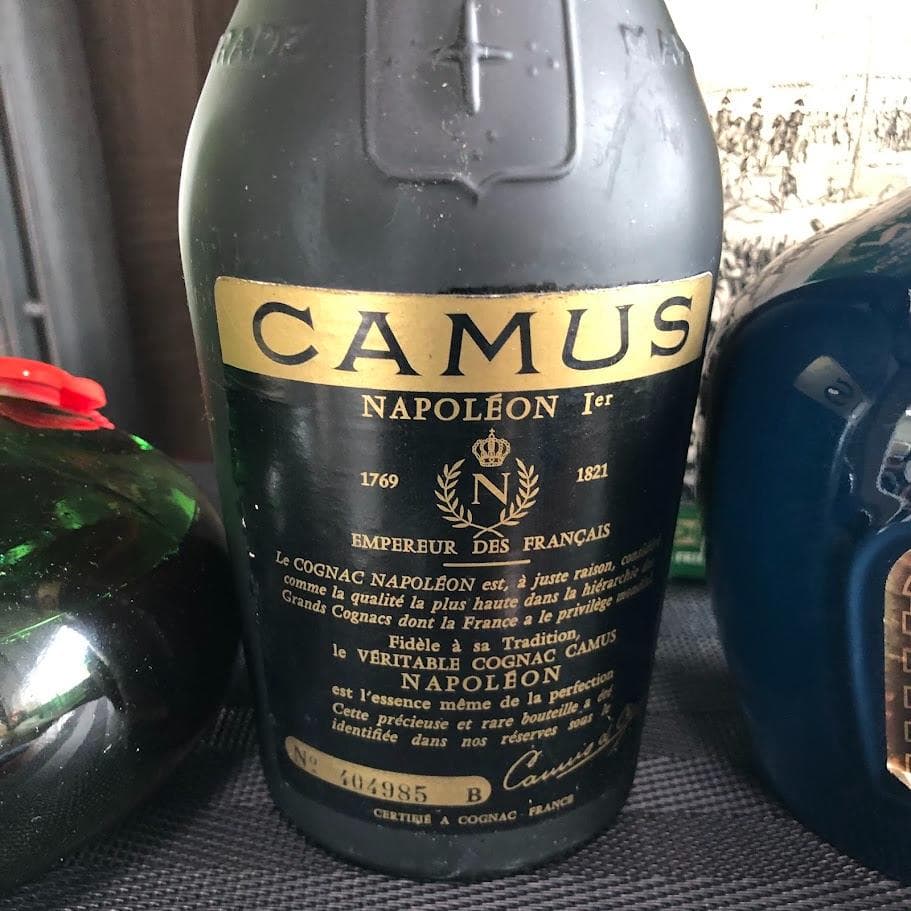 CAMUS
NAPOLÉON Ier
1769 N 1821
EMPEREUR DES FRANÇAIS
Le COGNAC NAPOLÉON est, à juste raison,
comme la qualité la plus haute dans la hiérarchie
Grands Cognacs dont la France a le privilège
Fidèle à sa Tradition,
le VÉRITABLE COGNAC CAMUS
NAPOLÉON
est l'essence même de la perfection
Cette précieuse et rare bouteille a été
identifiée dans nos réserves sous le
Nº 404985 B
CERTIFIÉ A COGNAC FRANCE